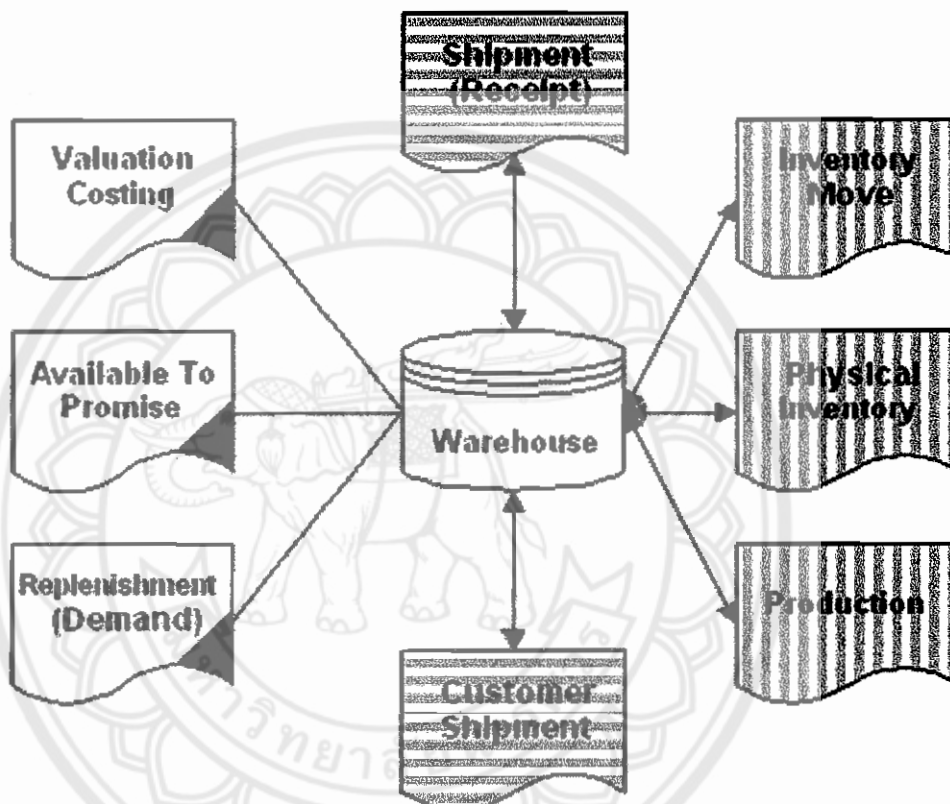 Shipment
(Receipt)
Valuation
Costing
Inventory
Move
Available To
Promise
Warehouse
Physical
Inventory
Replenishment
(Demand)
Production
Customer
Shipment